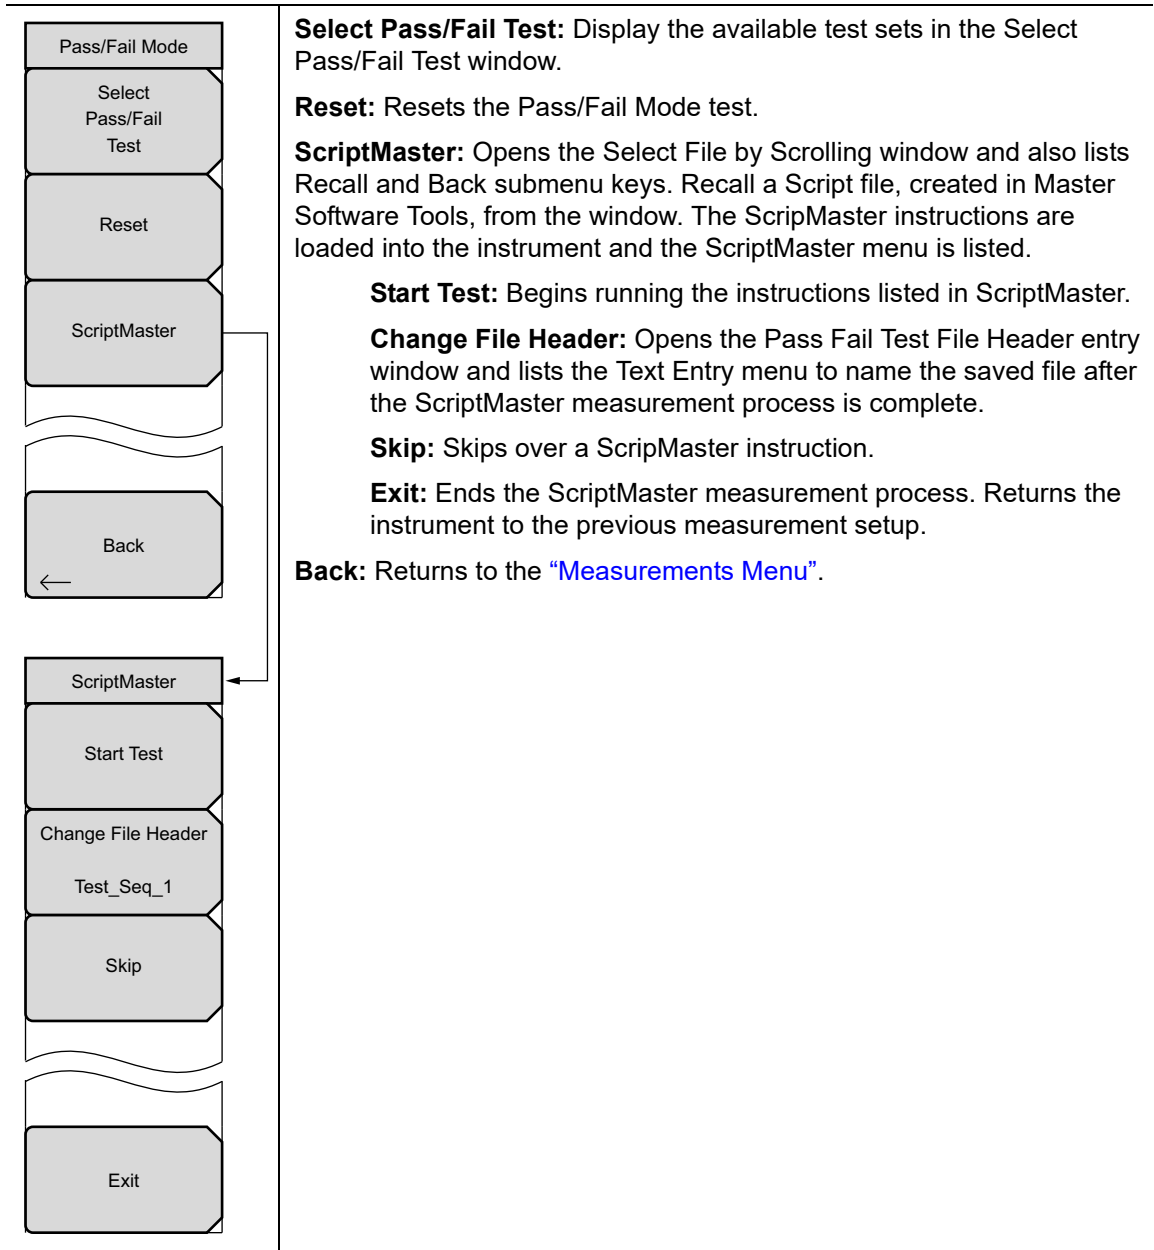 Pass/Fail Mode
Select
Pass/Fail
Test
Reset
ScriptMaster
Back
ScriptMaster
Start Test
Change File Header
Test_Seq_1
Skip
Exit
Select Pass/Fail Test: Display the available test sets in the Select
Pass/Fail Test window.
Reset: Resets the Pass/Fail Mode test.
ScriptMaster: Opens the Select File by Scrolling window and also lists
Recall and Back submenu keys. Recall a Script file, created in Master
Software Tools, from the window. The ScripMaster instructions are
loaded into the instrument and the ScriptMaster menu is listed.
Start Test: Begins running the instructions listed in ScriptMaster.
Change File Header: Opens the Pass Fail Test File Header entry
window and lists the Text Entry menu to name the saved file after
the ScriptMaster measurement process is complete.
Skip: Skips over a ScripMaster instruction.
Exit: Ends the ScriptMaster measurement process. Returns the
instrument to the previous measurement setup.
Back: Returns to the “Measurements Menu”.